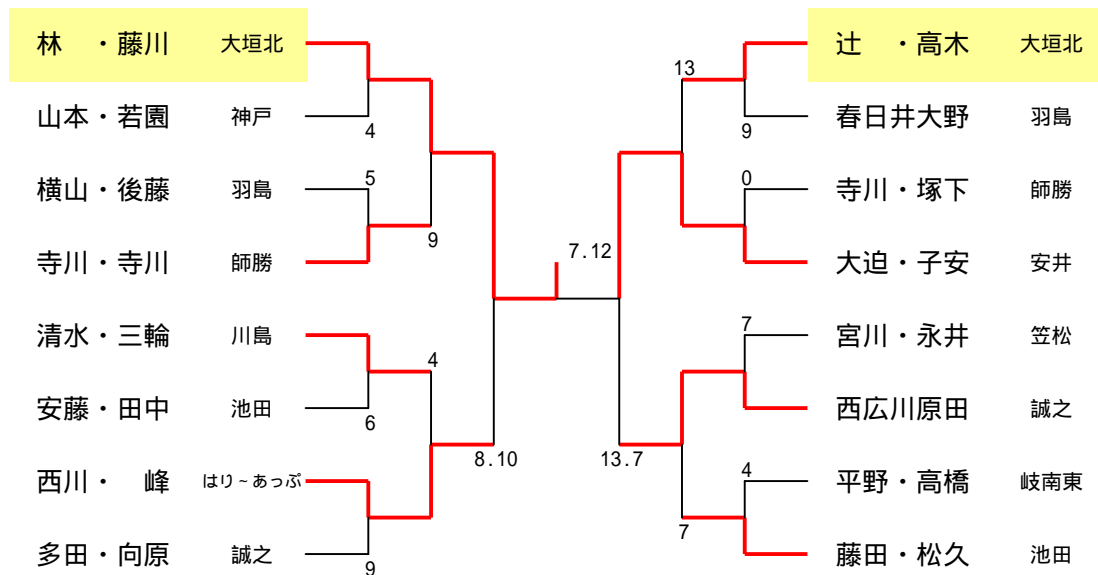 林　・藤川 大垣北
4
山本・若園 神戸
5
横山・後藤 羽島
9
寺川・寺川 師勝
清水・三輪 川島
4
安藤・田中 池田
6
8.10
西川・　峰 はり～あっぷ
多田・向原 誠之
9
7.12
辻　・高木 大垣北
13
春日井大野 羽島
9
0
寺川・塚下 師勝
大迫・子安 安井
7
宮川・永井 笠松
西広川原田 誠之
13.7
4
平野・高橋 岐南東
7
藤田・松久 池田